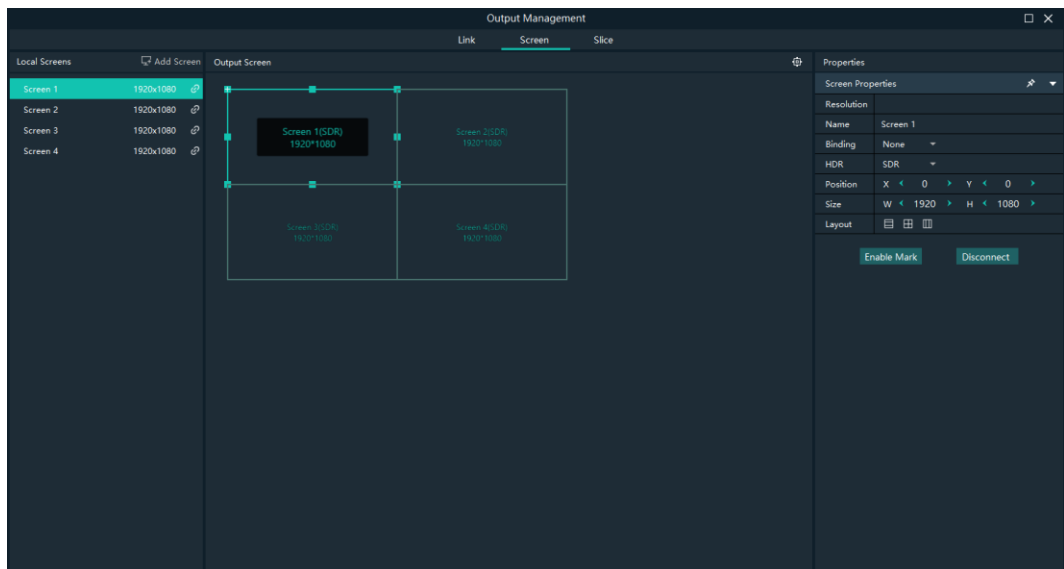 Output Management
Link Screen Slice
Local Screens Add Screen
Screen 1 1920x1080
Screen 2 1920x1080
Screen 3 1920x1080
Screen 4 1920x1080
Output Screen
Screen 1(SDR)
1920*1080
Screen 2(SDR)
1920*1080
Screen 3(SDR)
1920*1080
Screen 4(SDR)
1920*1080
Properties
Screen Properties
Resolution
Name Screen 1
Binding None
HDR SDR
Position X 0 Y 0
Size W 1920 H 1080
Layout
Enable Mark Disconnect